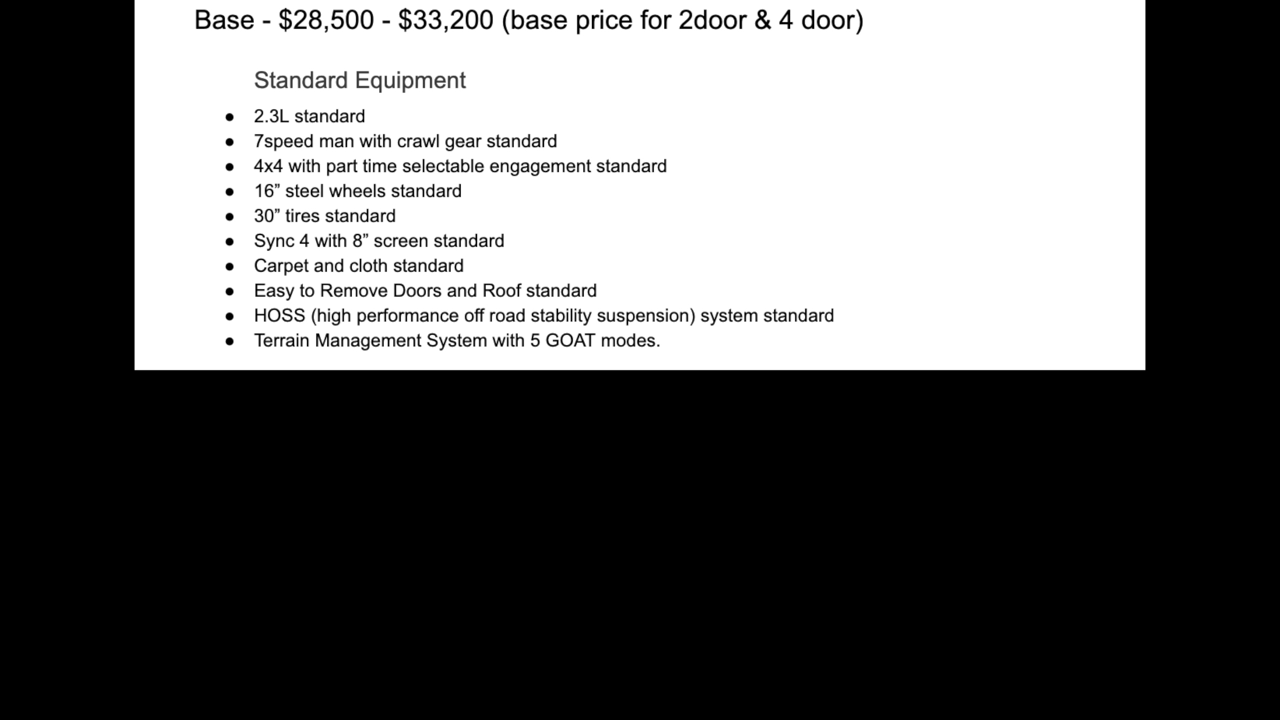 Base - $28,500 - $33,200 (base price for 2door & 4 door)
Standard Equipment
● 2.3L standard
● 7speed man with crawl gear standard
● 4x4 with part time selectable engagement standard
● 16” steel wheels standard
● 30” tires standard
● Sync 4 with 8” screen standard
● Carpet and cloth standard
● Easy to Remove Doors and Roof standard
● HOSS (high performance off road stability suspension) system standard
● Terrain Management System with 5 GOAT modes.